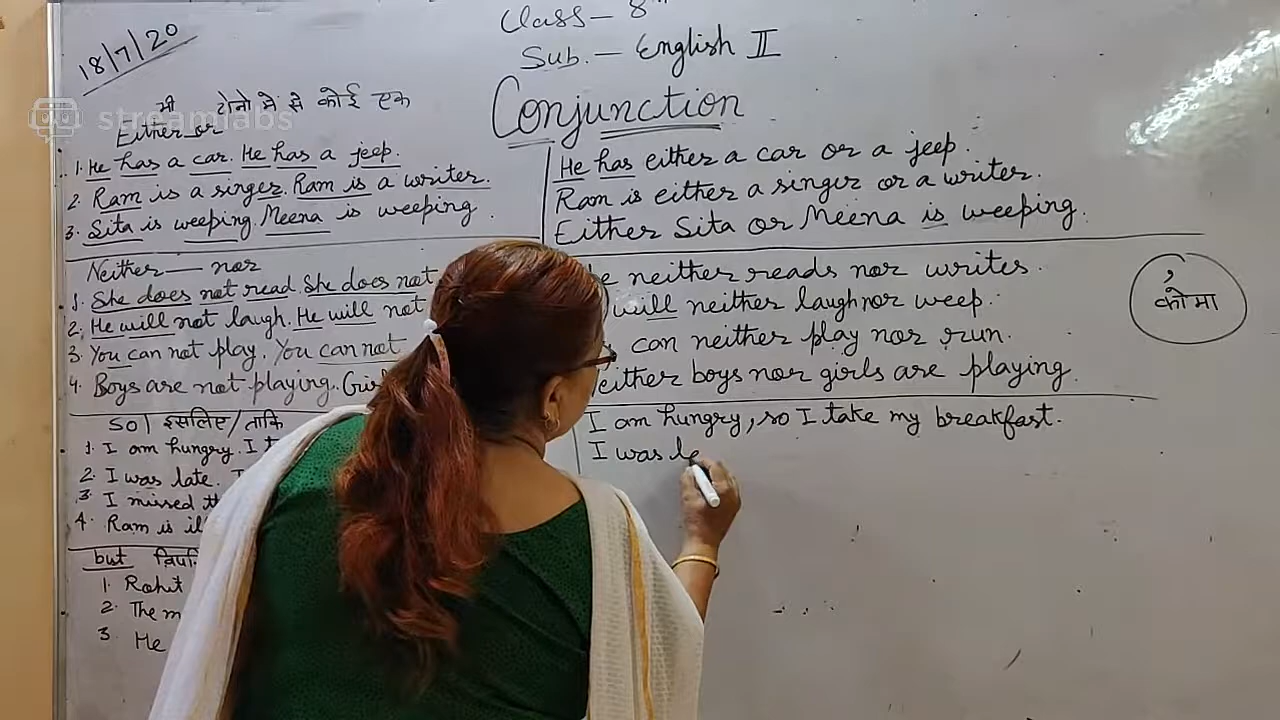 18/7/20
Class - 8th
Sub. - English II
Conjunction
streamlabs
भी दोनो मे से कोई एक
Either or
1. He has a car. He has a jeep.
2. Ram is a singer. Ram is a writer.
3. Sita is weeping. Meena is weeping.
He has either a car or a jeep.
Ram is either a singer or a writer.
Either Sita or Meena is weeping.
Neither — nor
1. She does not read. She does not
2. He will not laugh. He will not
3. You can not play. You can not
4. Boys are not playing.
neither reads nor writes.
will neither laugh nor weep.
can neither play nor run.
boys nor girls are playing.
,
कोमा
so | इसलिए/ताकि
1. I am hungry. I
2. I was late.
3. I missed
4. Ram is
I am hungry, so I take my breakfast.
I was
but
1. Rohit
2. The
3. He